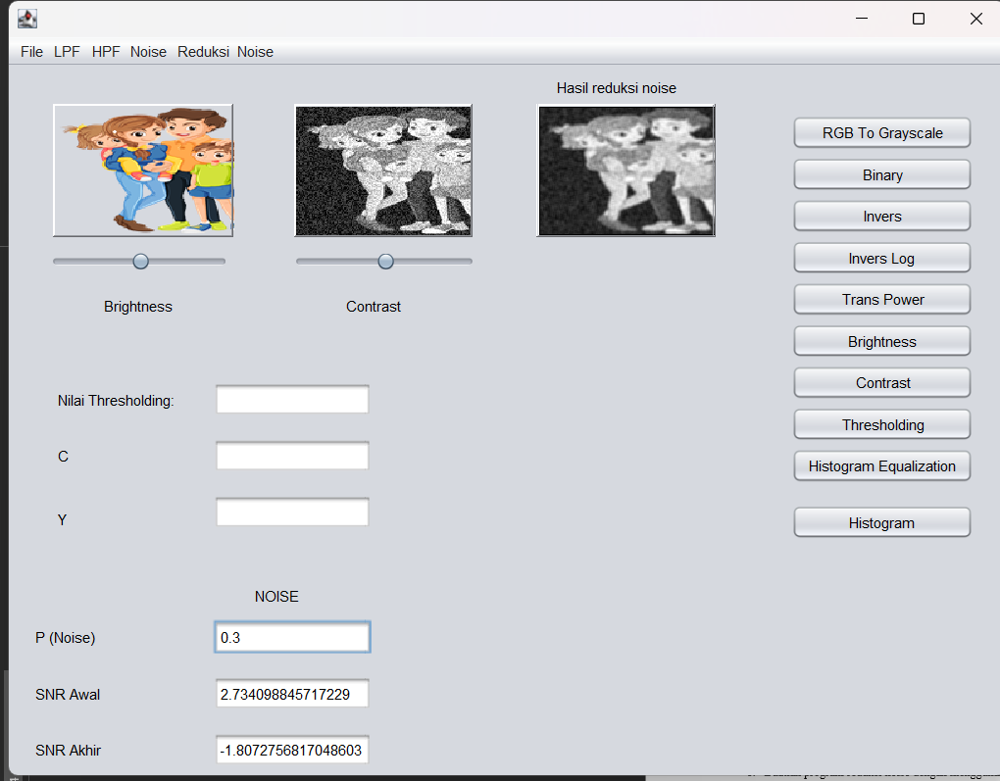 File LPF HPF Noise Reduksi Noise
Hasil reduksi noise
RGB To Grayscale
Binary
Invers
Invers Log
Trans Power
Brightness
Contrast
Thresholding
Histogram Equalization
Histogram
Brightness Contrast
Nilai Thresholding:
C
Y
NOISE
P (Noise) 0.3
SNR Awal 2.734098845717229
SNR Akhir -1.8072756817048603